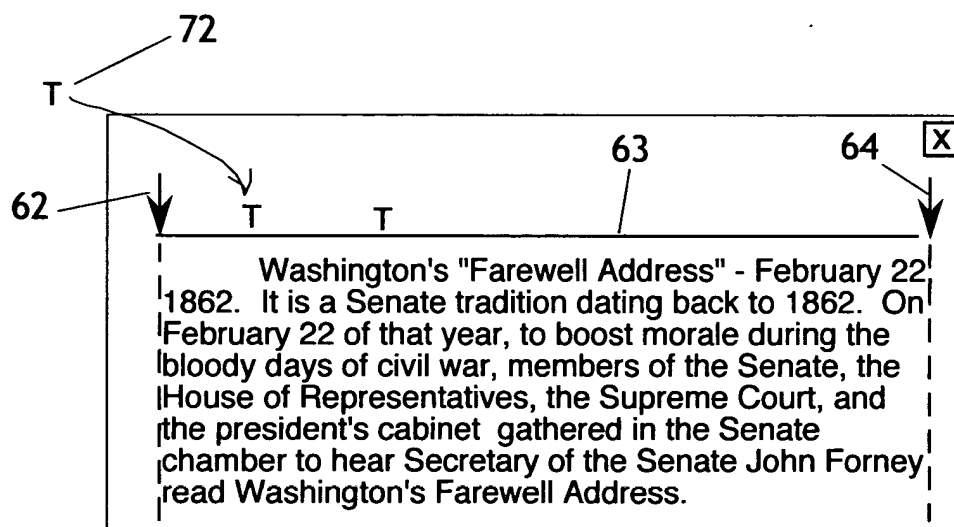 72
T
X
63
64
62
T T
Washington's "Farewell Address" - February 22
1862. It is a Senate tradition dating back to 1862. On
February 22 of that year, to boost morale during the
bloody days of civil war, members of the Senate, the
House of Representatives, the Supreme Court, and
the president's cabinet gathered in the Senate
chamber to hear Secretary of the Senate John Forney
read Washington's Farewell Address.